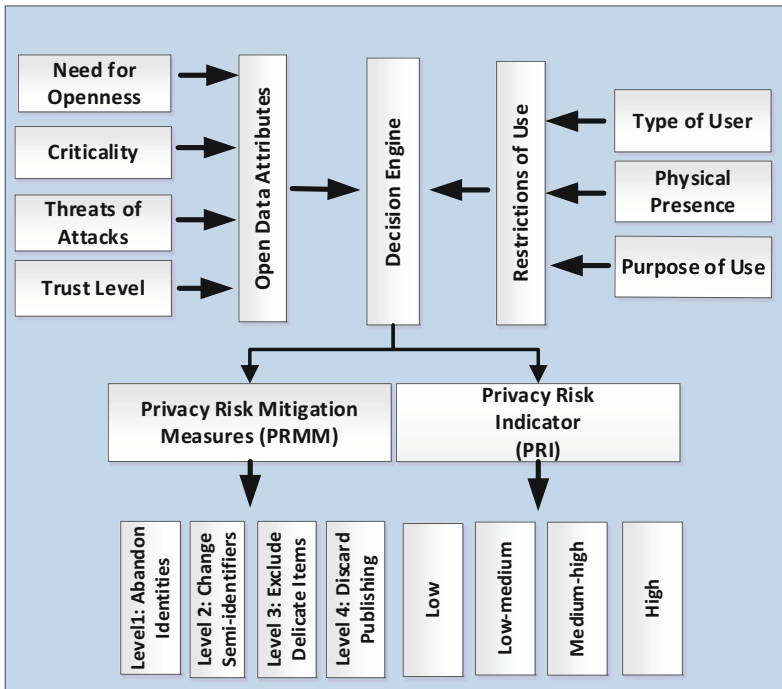 Need for
Openness
Criticality
Threats of
Attacks
Trust Level
Open Data Attributes
Decision Engine
Restrictions of Use
Type of User
Physical
Presence
Purpose of Use
Privacy Risk Mitigation
Measures (PRMM)
Privacy Risk
Indicator
(PRI)
Level1: Abandon
Identities
Level 2: Change
Semi-identifiers
Level 3: Exclude
Delicate Items
Level 4: Discard
Publishing
Low
Low-medium
Medium-high
High